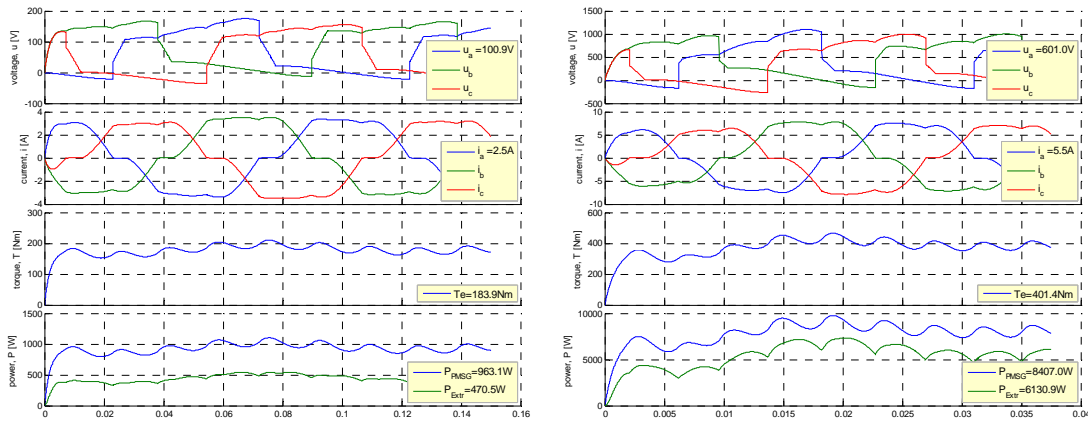 200
100
0
-100
voltage, u [V]
u_a=100.9V
u_b
u_c
4
2
0
-2
-4
current, i [A]
i_a=2.5A
i_b
i_c
300
200
100
0
torque, T [Nm]
Te=183.9Nm
1500
1000
500
0
power, P [W]
P_PMSG=963.1W
P_Extr=470.5W
0 0.02 0.04 0.06 0.08 0.1 0.12 0.14 0.16
1500
1000
500
0
-500
voltage, u [V]
u_a=601.0V
u_b
u_c
10
5
0
-5
-10
current, i [A]
i_a=5.5A
i_b
i_c
600
400
200
0
torque, T [Nm]
Te=401.4Nm
10000
5000
0
power, P [W]
P_PMSG=8407.0W
P_Extr=6130.9W
0 0.005 0.01 0.015 0.02 0.025 0.03 0.035 0.04